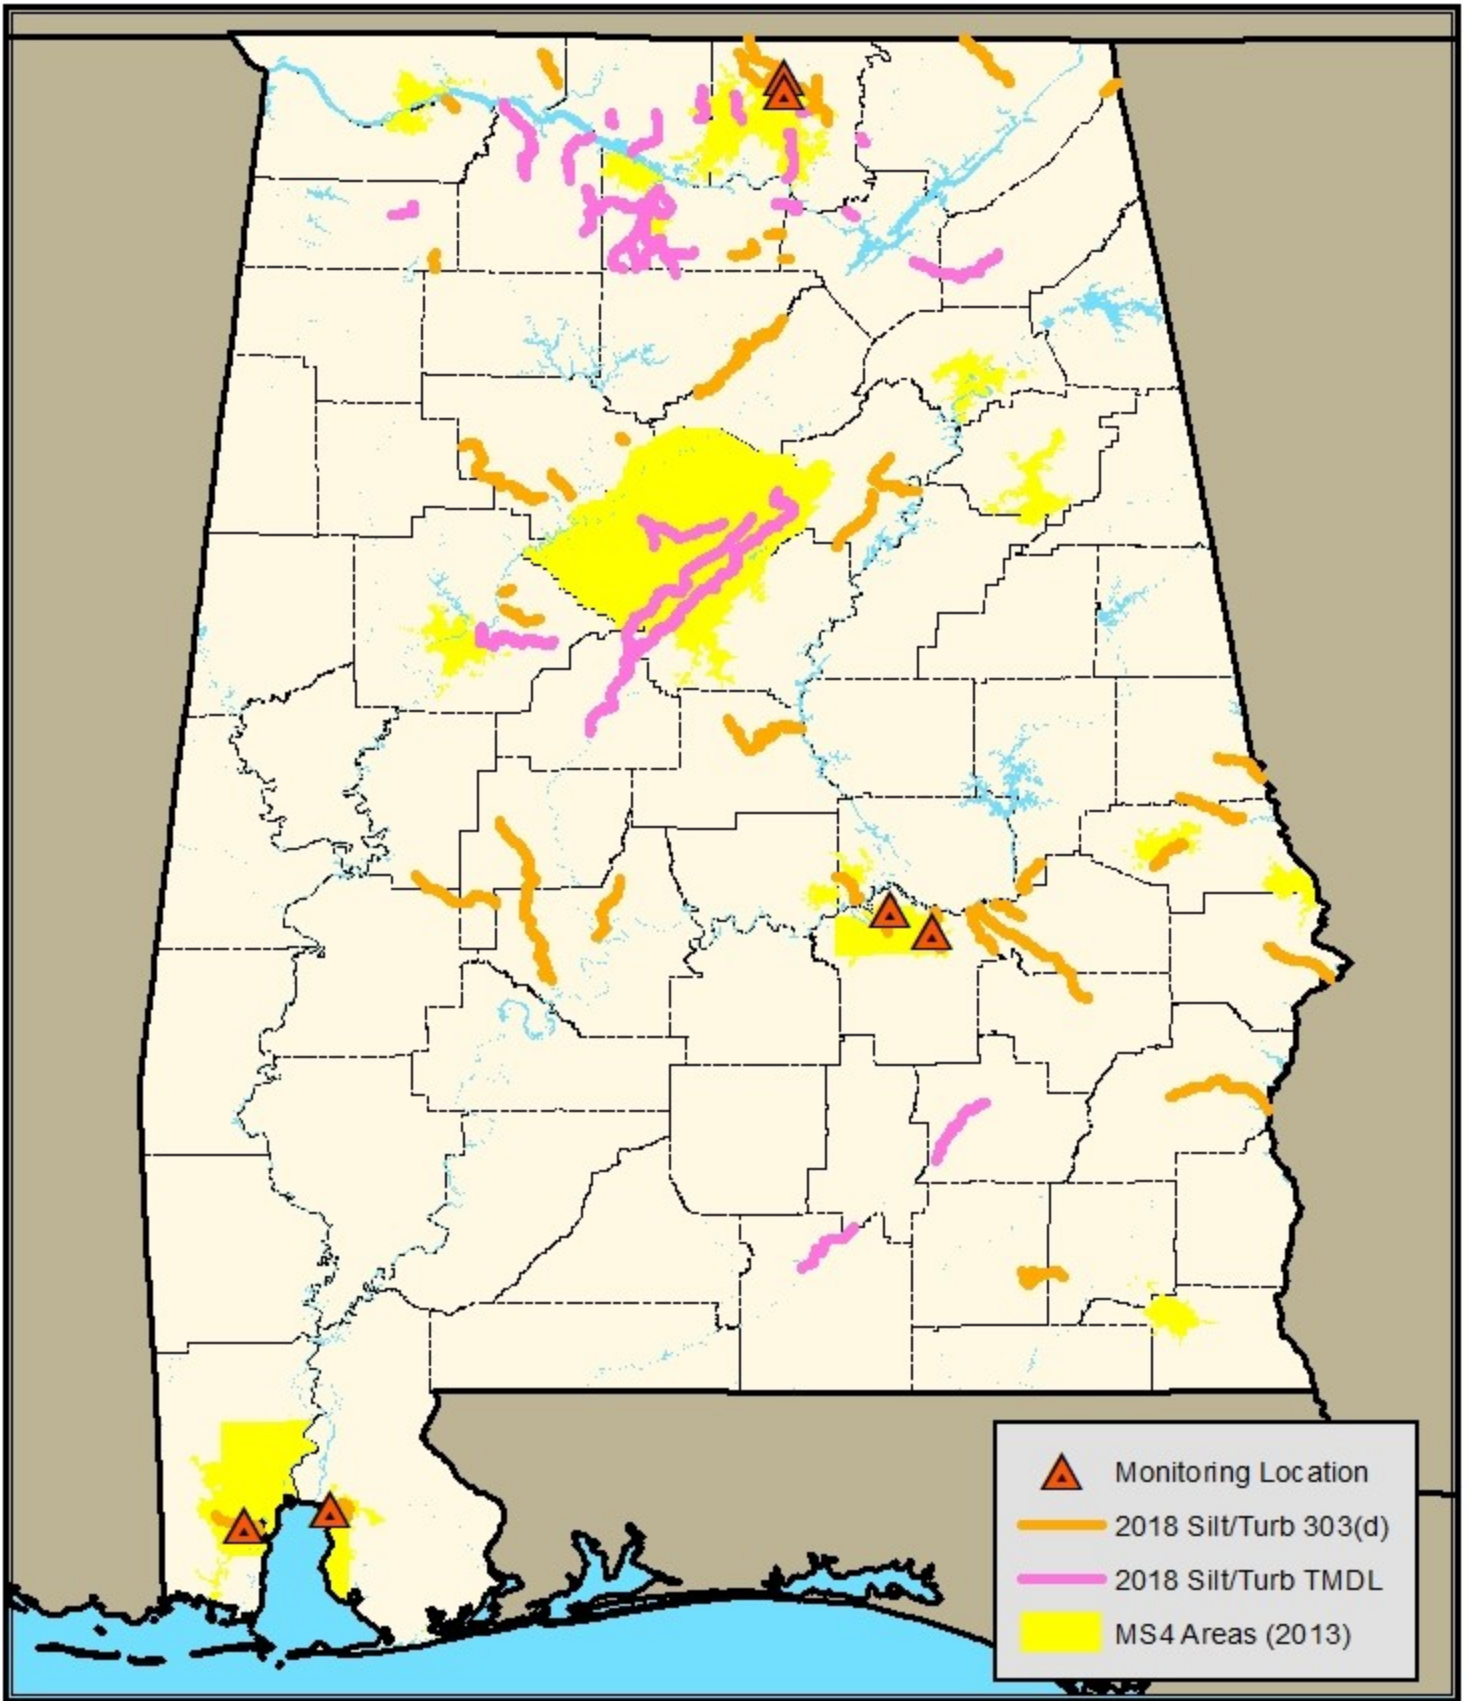 Monitoring Location
2018 Silt/Turb 303(d)
2018 Silt/Turb TMDL
MS4 Areas (2013)